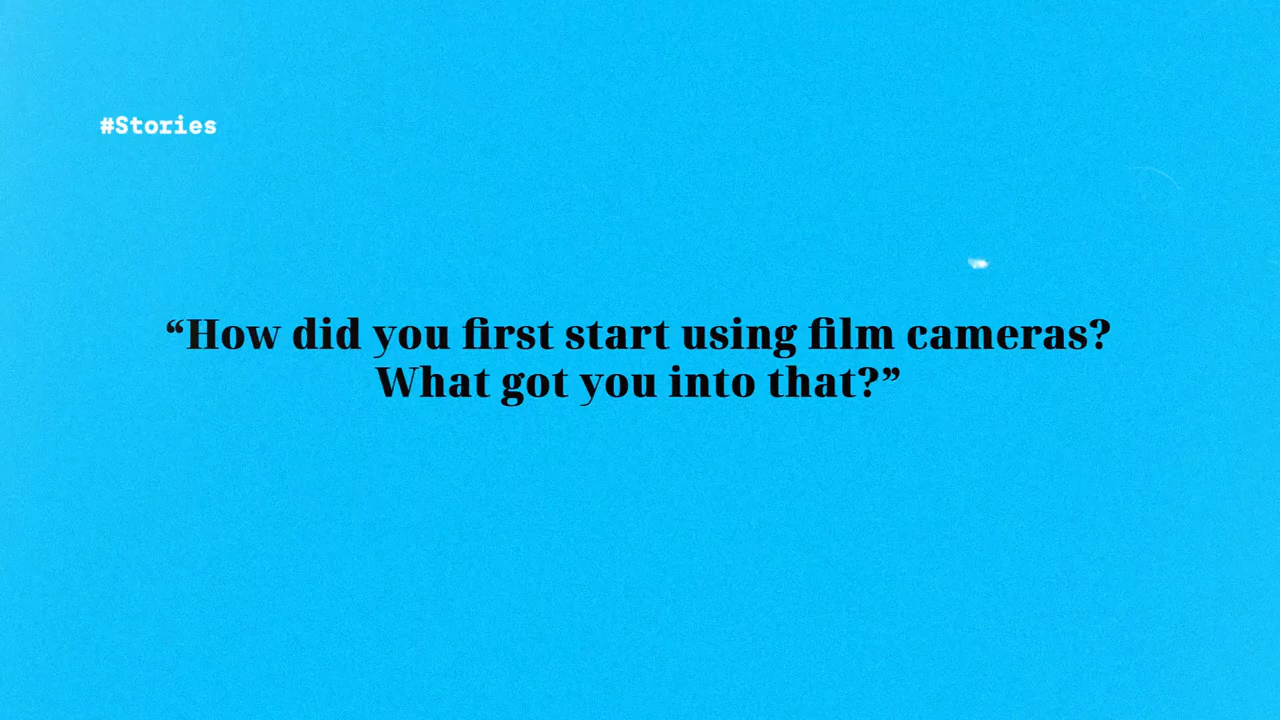 #Stories
“How did you first start using film cameras?
What got you into that?”